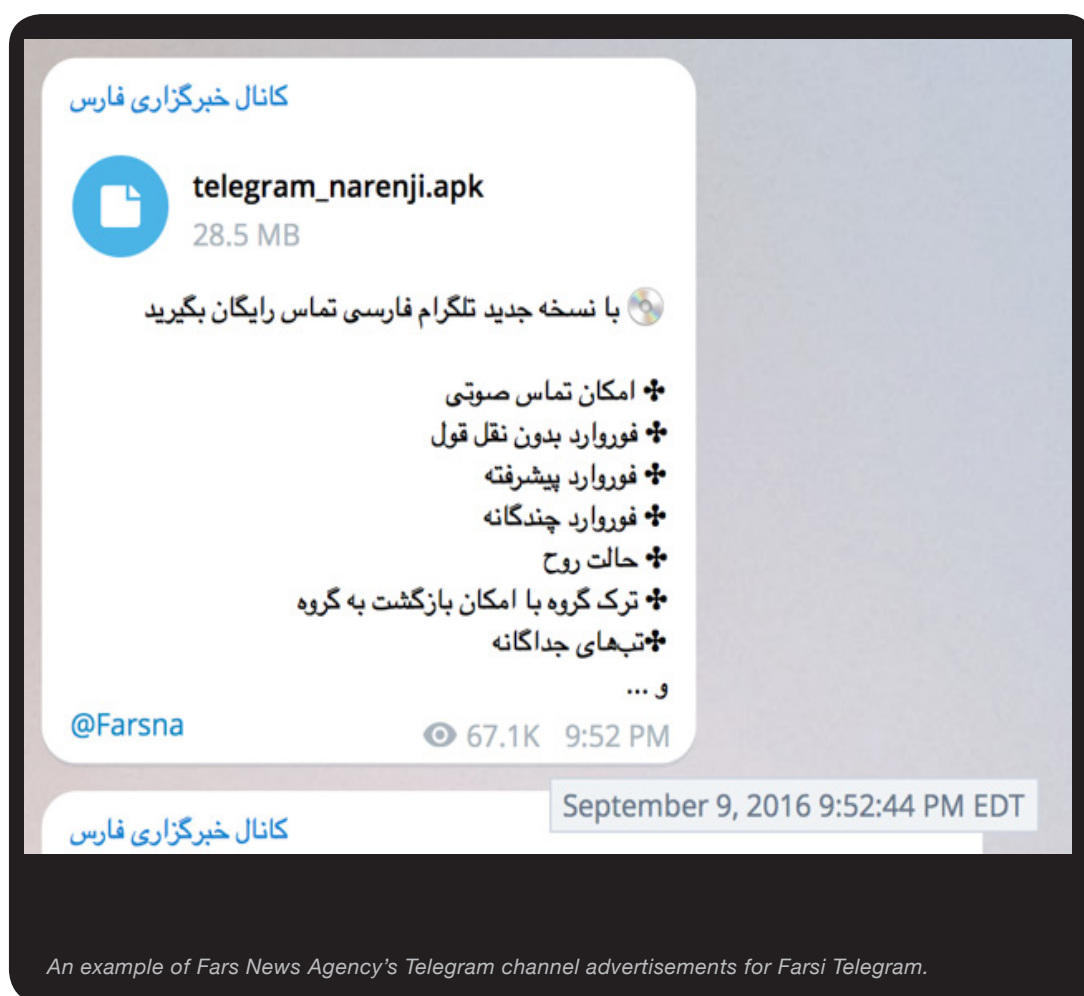 کانال خبرگزاری فارس
telegram_narenji.apk
28.5 MB
با نسخه جدید تلگرام فارسی تماس رایگان بگیرید
✤ امکان تماس صوتی
✤ فوروارد بدون نقل قول
✤ فوروارد پیشرفته
✤ فوروارد چندگانه
✤ حالت روح
✤ ترک گروه با امکان بازگشت به گروه
✤تب‌های جداگانه
و ...
@Farsna 67.1K 9:52 PM
September 9, 2016 9:52:44 PM EDT
کانال خبرگزاری فارس
An example of Fars News Agency’s Telegram channel advertisements for Farsi Telegram.